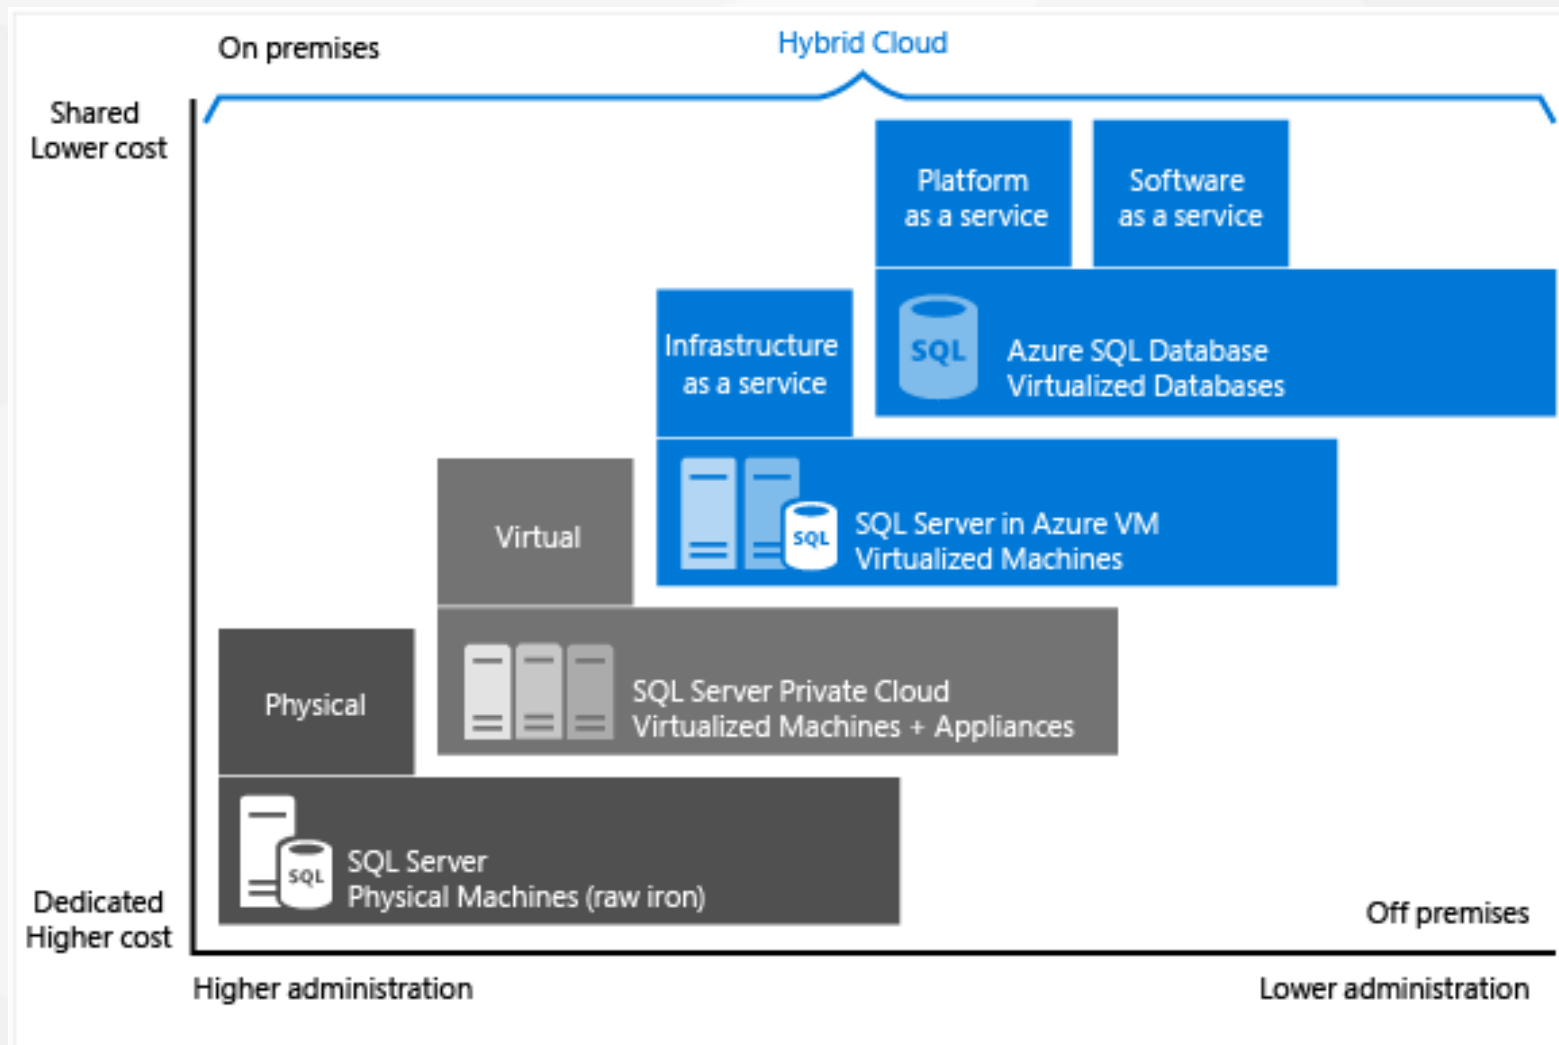 On premises
Hybrid Cloud
Shared
Lower cost
Platform
as a service
Software
as a service
Infrastructure
as a service
SQL
Azure SQL Database
Virtualized Databases
Virtual
SQL
SQL Server in Azure VM
Virtualized Machines
Physical
SQL Server Private Cloud
Virtualized Machines + Appliances
SQL
SQL Server
Physical Machines (raw iron)
Dedicated
Higher cost
Off premises
Higher administration
Lower administration